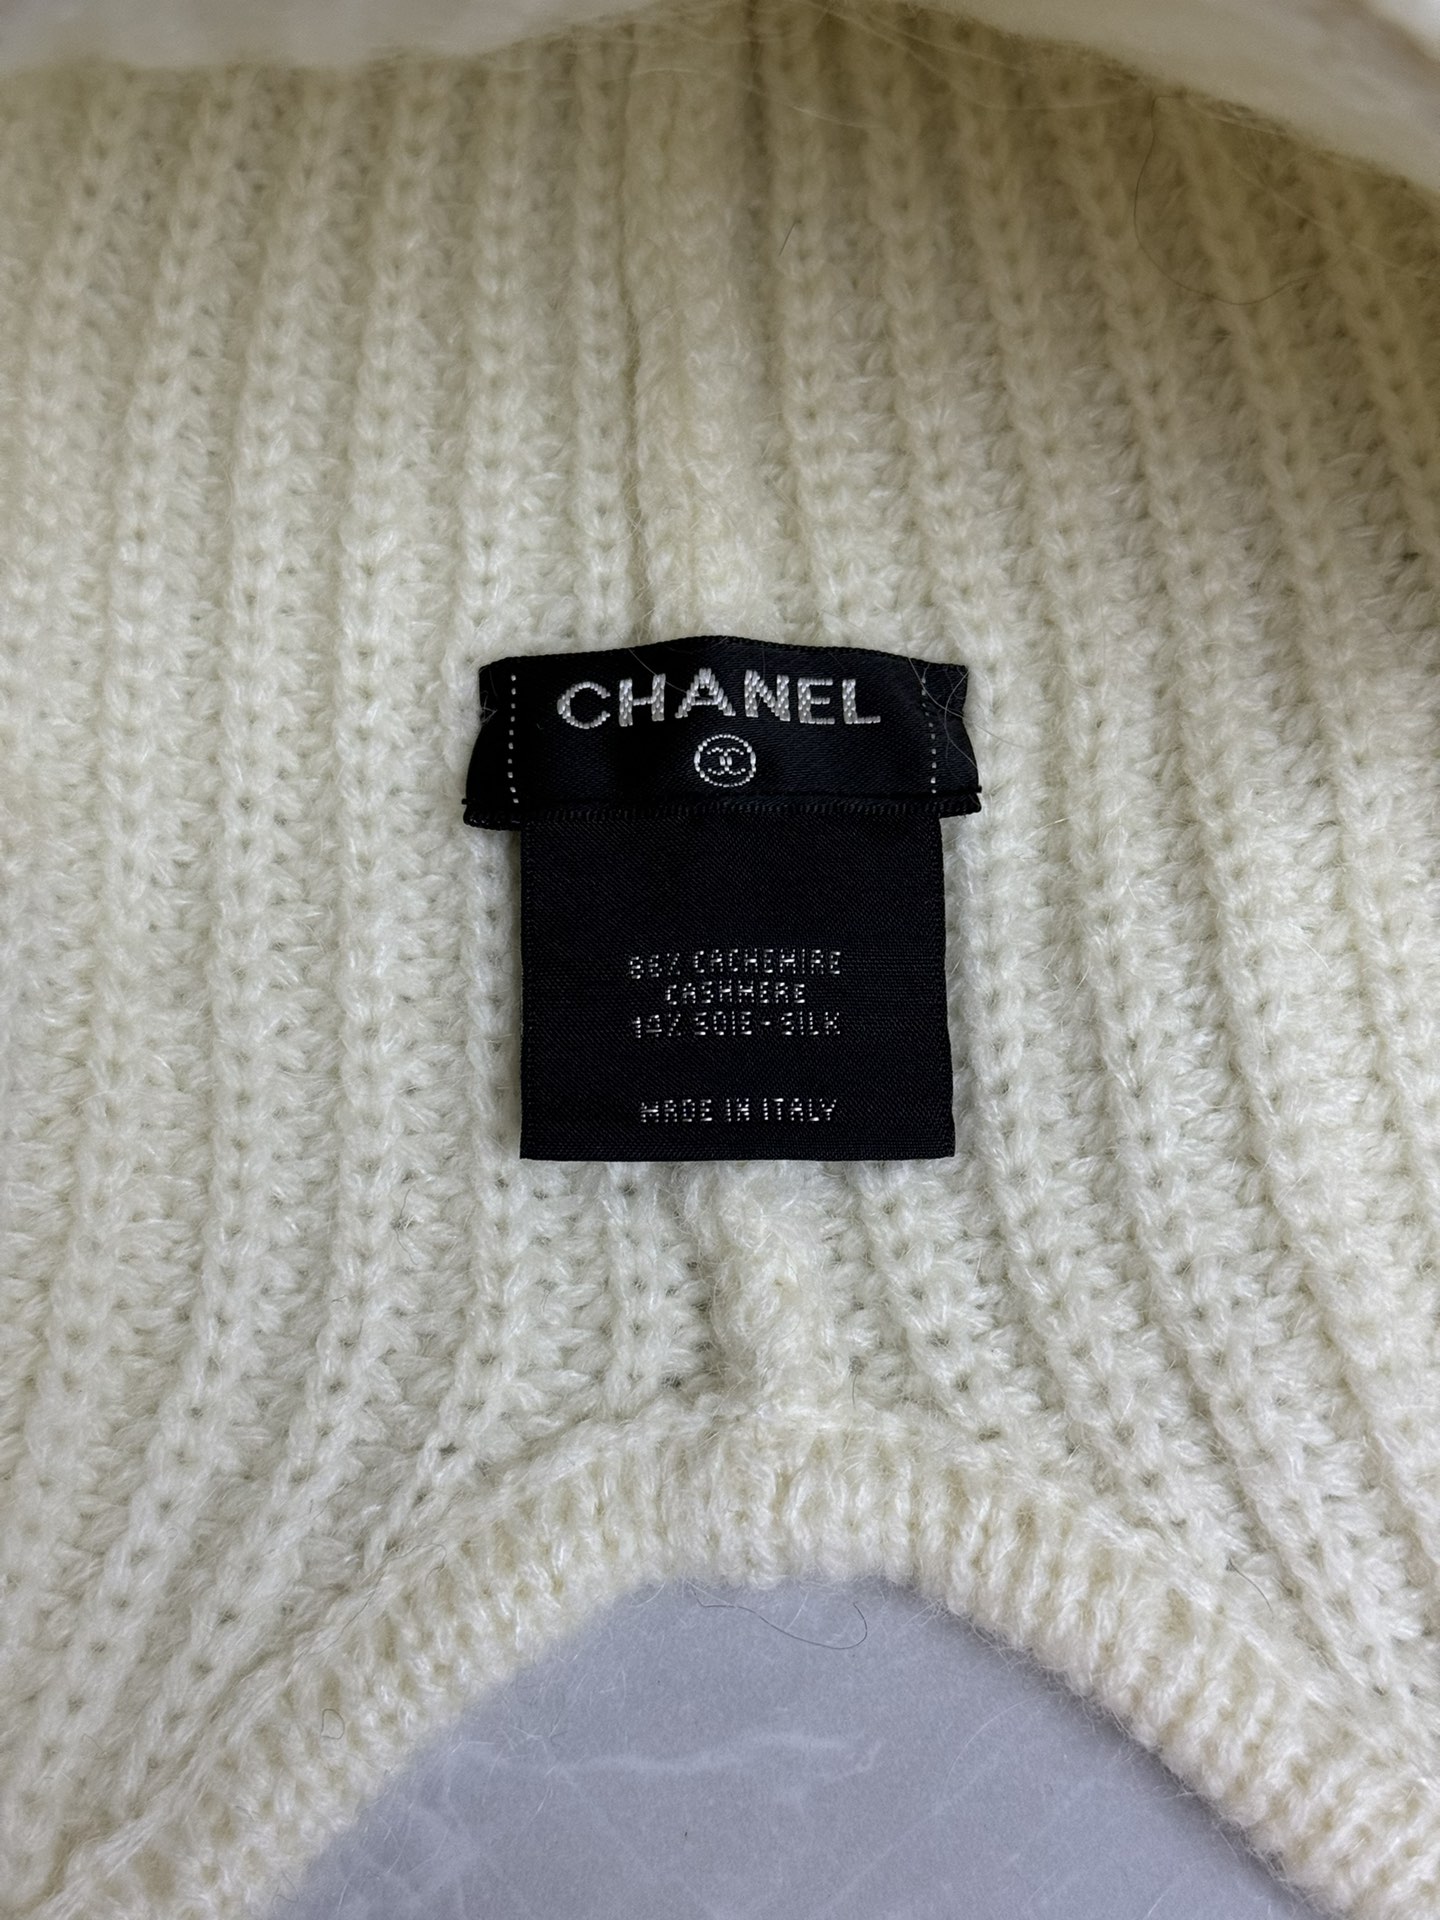 CHANEL
86% CACHEMIRE
CASHMERE
14% SOIE-SILK
MADE IN ITALY